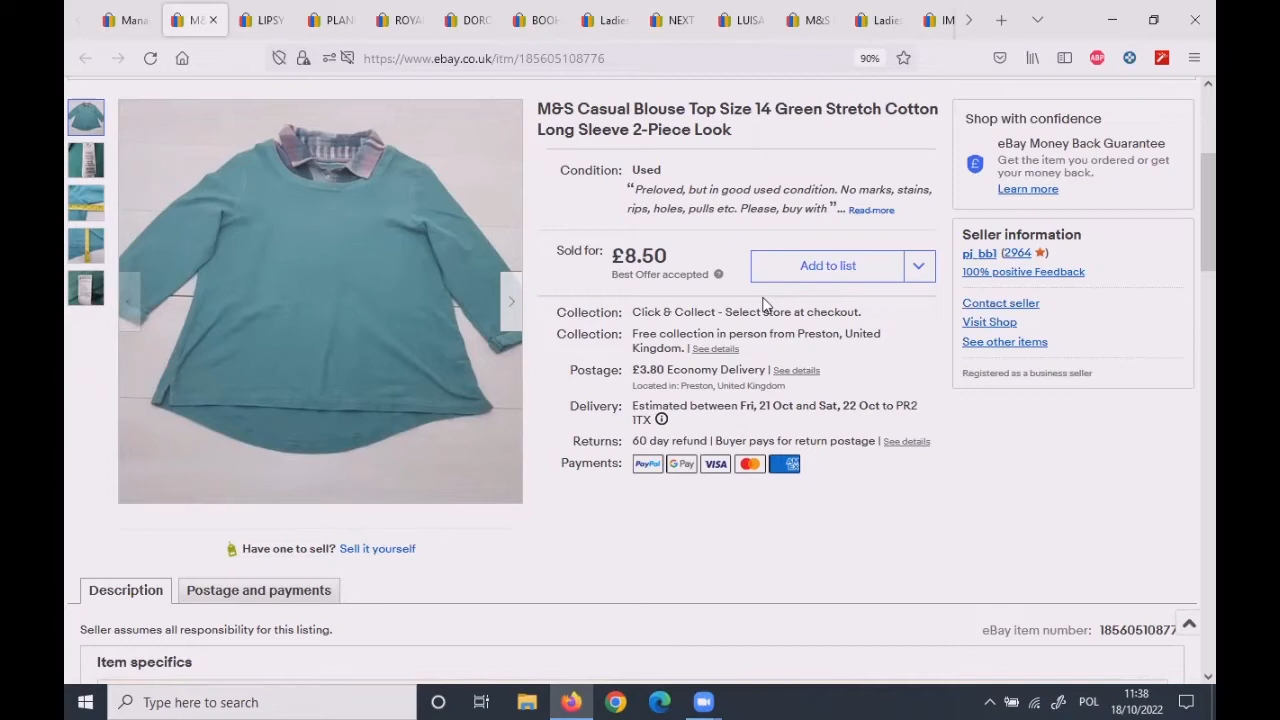 Mana
M&
LIPSY
PLAN
ROYA
DORO
BOOH
Ladies
NEXT
LUISA
M&S
Ladie
IM
https://www.ebay.co.uk/itm/185605108776
90%
ABP
M&S Casual Blouse Top Size 14 Green Stretch Cotton
Long Sleeve 2-Piece Look
Condition: Used
“Preloved, but in good used condition. No marks, stains,
rips, holes, pulls etc. Please, buy with ”... Read more
Sold for: £8.50
Best Offer accepted
Add to list
Collection: Click & Collect - Select store at checkout.
Collection: Free collection in person from Preston, United
Kingdom. | See details
Postage: £3.80 Economy Delivery | See details
Located in: Preston, United Kingdom
Delivery: Estimated between Fri, 21 Oct and Sat, 22 Oct to PR2
1TX
Returns: 60 day refund | Buyer pays for return postage | See details
Payments: PayPal G Pay VISA
Shop with confidence
eBay Money Back Guarantee
Get the item you ordered or get
your money back.
Learn more
Seller information
pj_bb1 (2964)
100% positive Feedback
Contact seller
Visit Shop
See other items
Registered as a business seller
Have one to sell? Sell it yourself
Description
Postage and payments
Seller assumes all responsibility for this listing.
eBay item number: 18560510877
Item specifics
Type here to search
POL
11:38
18/10/2022